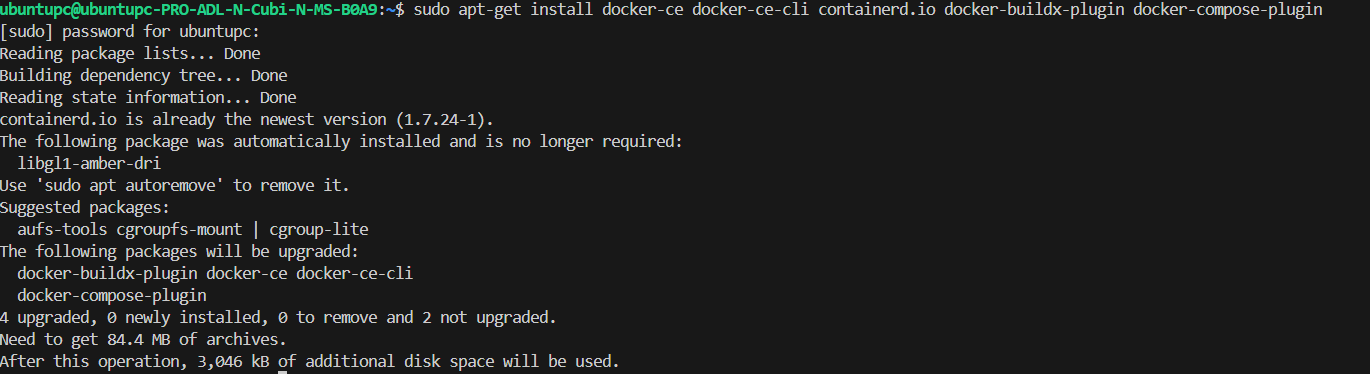 ubuntupc@ubuntupc-PRO-ADL-N-Cubi-N-MS-B0A9:~$ sudo apt-get install docker-ce docker-ce-cli containerd.io docker-buildx-plugin docker-compose-plugin
[sudo] password for ubuntupc:
Reading package lists... Done
Building dependency tree... Done
Reading state information... Done
containerd.io is already the newest version (1.7.24-1).
The following package was automatically installed and is no longer required:
  libgl1-amber-dri
Use 'sudo apt autoremove' to remove it.
Suggested packages:
  aufs-tools cgroupfs-mount | cgroup-lite
The following packages will be upgraded:
  docker-buildx-plugin docker-ce docker-ce-cli
  docker-compose-plugin
4 upgraded, 0 newly installed, 0 to remove and 2 not upgraded.
Need to get 84.4 MB of archives.
After this operation, 3,046 kB of additional disk space will be used.